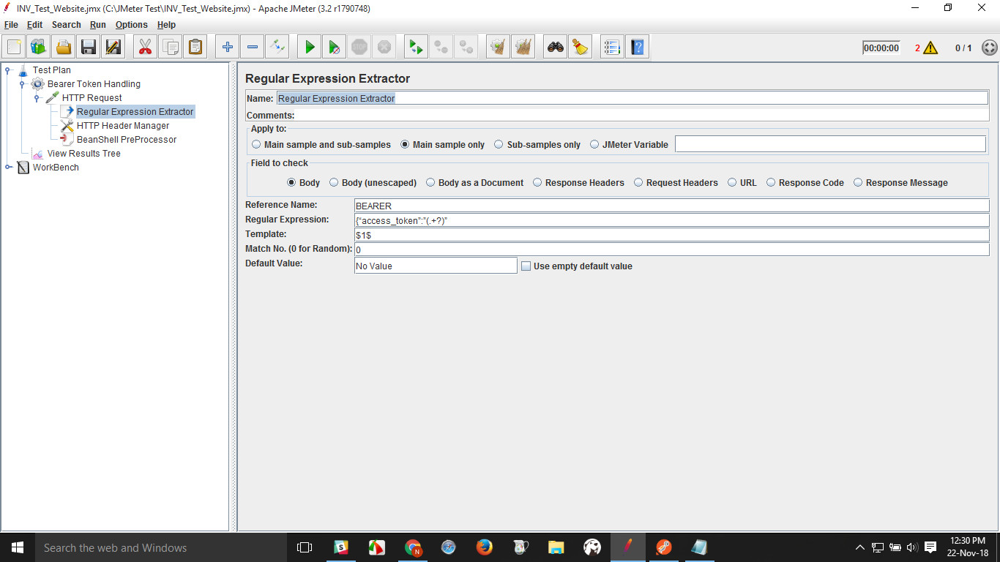 INV_Test_Website.jmx (C:\JMeter Test\INV_Test_Website.jmx) - Apache JMeter (3.2 r1790748)
File Edit Search Run Options Help
00:00:00 2 0 / 1
Test Plan
Bearer Token Handling
HTTP Request
Regular Expression Extractor
HTTP Header Manager
BeanShell PreProcessor
View Results Tree
WorkBench
Regular Expression Extractor
Name: Regular Expression Extractor
Comments:
Apply to:
Main sample and sub-samples Main sample only Sub-samples only JMeter Variable
Field to check
Body Body (unescaped) Body as a Document Response Headers Request Headers URL Response Code Response Message
Reference Name: BEARER
Regular Expression: {“access_token”:”(.+?)”
Template: $1$
Match No. (0 for Random): 0
Default Value: No Value Use empty default value
Search the web and Windows
12:30 PM
22-Nov-18